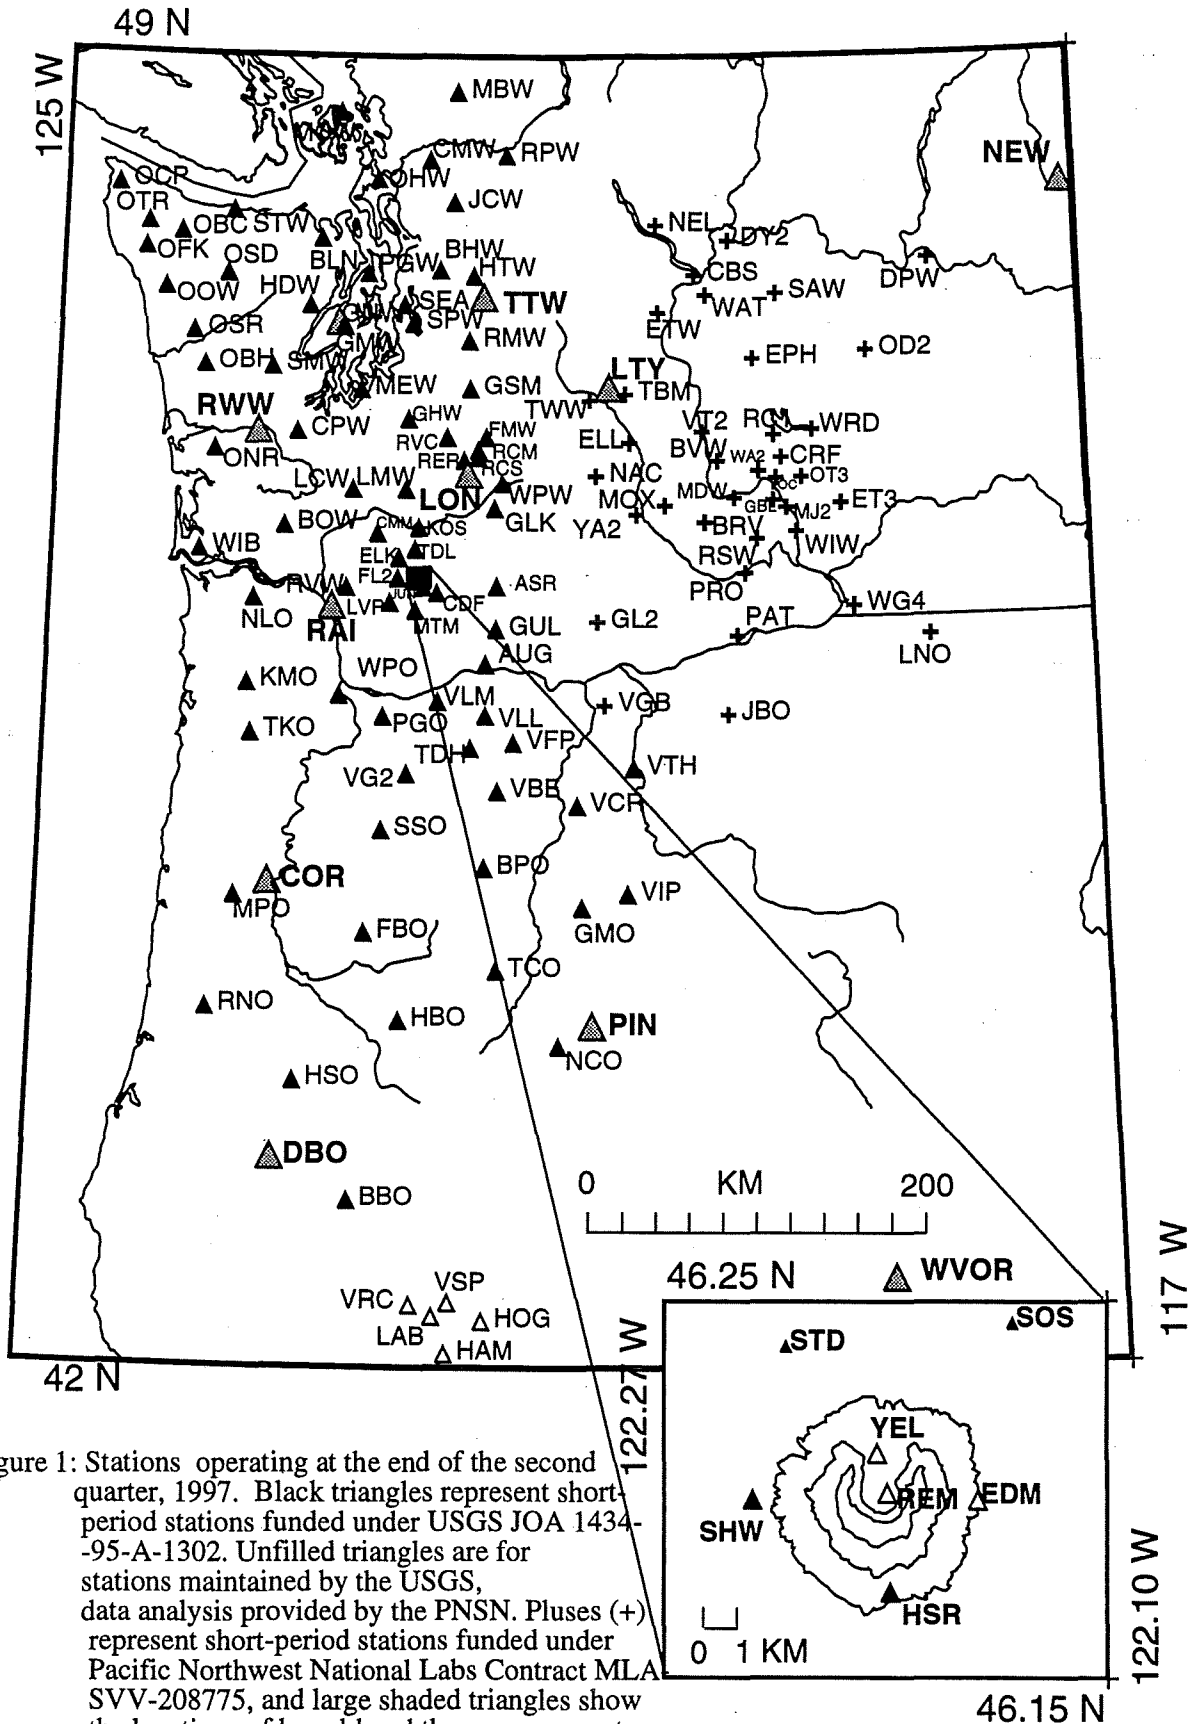 49 N
125 W
MBW
CMW
RPW
NEW
OCP
OHW
OTR
JCW
OBC
STW
NEL
DY2
OFK
OSD
BLN
PGW
BHW
HTW
CBS
DPW
OOW
HDW
SEA
TTW
WAT
SAW
OSR
SPW
ETW
GMW
RMW
OBH
SMW
EPH
OD2
LTY
MEW
GSM
TBM
RWW
GHW
TWW
CPW
RVC
FMW
VT2
RC1
WRD
ONR
RER
RCM
ELL
BVW
WA2
CRF
LCW
LMW
RCS
NAC
OT3
LON
WPW
MOX
MDW
ET3
BOW
CMM
KOS
GLK
YA2
GBL
MJ2
WIB
ELK
TDL
BRV
RSW
WIW
RVW
FL2
JUN
ASR
PRO
NLO
LVP
CDF
WG4
RAI
MTM
GUL
GL2
PAT
LNO
KMO
WPO
AUG
VLM
VGB
JBO
TKO
PGO
VLL
TDH
VFP
VG2
VTH
VBE
VCR
SSO
COR
BPO
VIP
MPO
FBO
GMO
TCO
RNO
HBO
PIN
NCO
HSO
DBO
0 KM 200
BBO
46.25 N
WVOR
117 W
VRC
VSP
LAB
HOG
HAM
42 N
122.27 W
STD
SOS
YEL
REM
EDM
SHW
HSR
0 1 KM
122.10 W
46.15 N
gure 1: Stations operating at the end of the second
quarter, 1997. Black triangles represent short-
period stations funded under USGS JOA 1434-
-95-A-1302. Unfilled triangles are for
stations maintained by the USGS,
data analysis provided by the PNSN. Pluses (+)
represent short-period stations funded under
Pacific Northwest National Labs Contract MLA-
SVV-208775, and large shaded triangles show